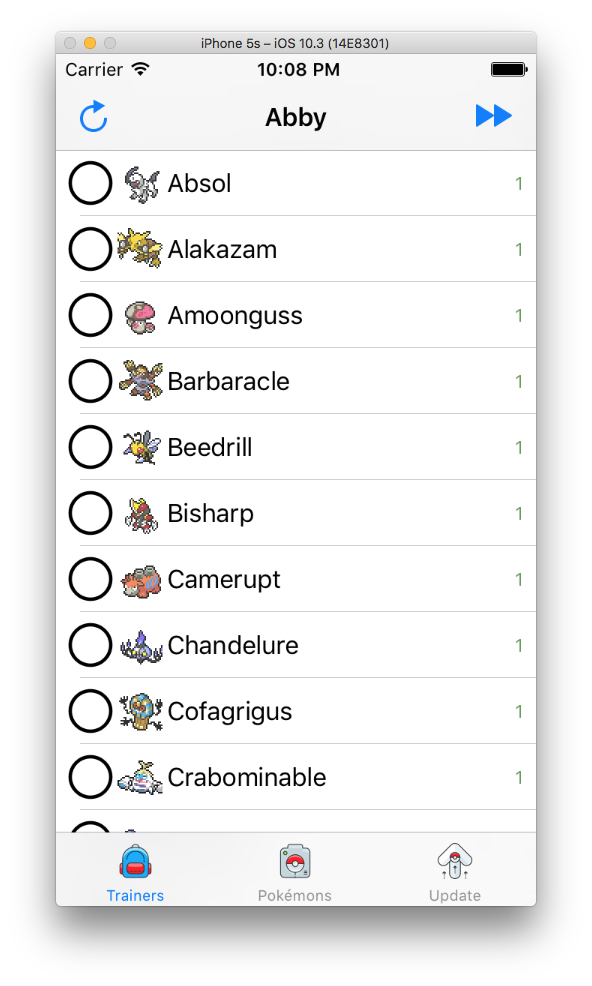 iPhone 5s – iOS 10.3 (14E8301)
Carrier 10:08 PM
Abby
Absol 1
Alakazam 1
Amoonguss 1
Barbaracle 1
Beedrill 1
Bisharp 1
Camerupt 1
Chandelure 1
Cofagrigus 1
Crabominable 1
Trainers Pokémons Update